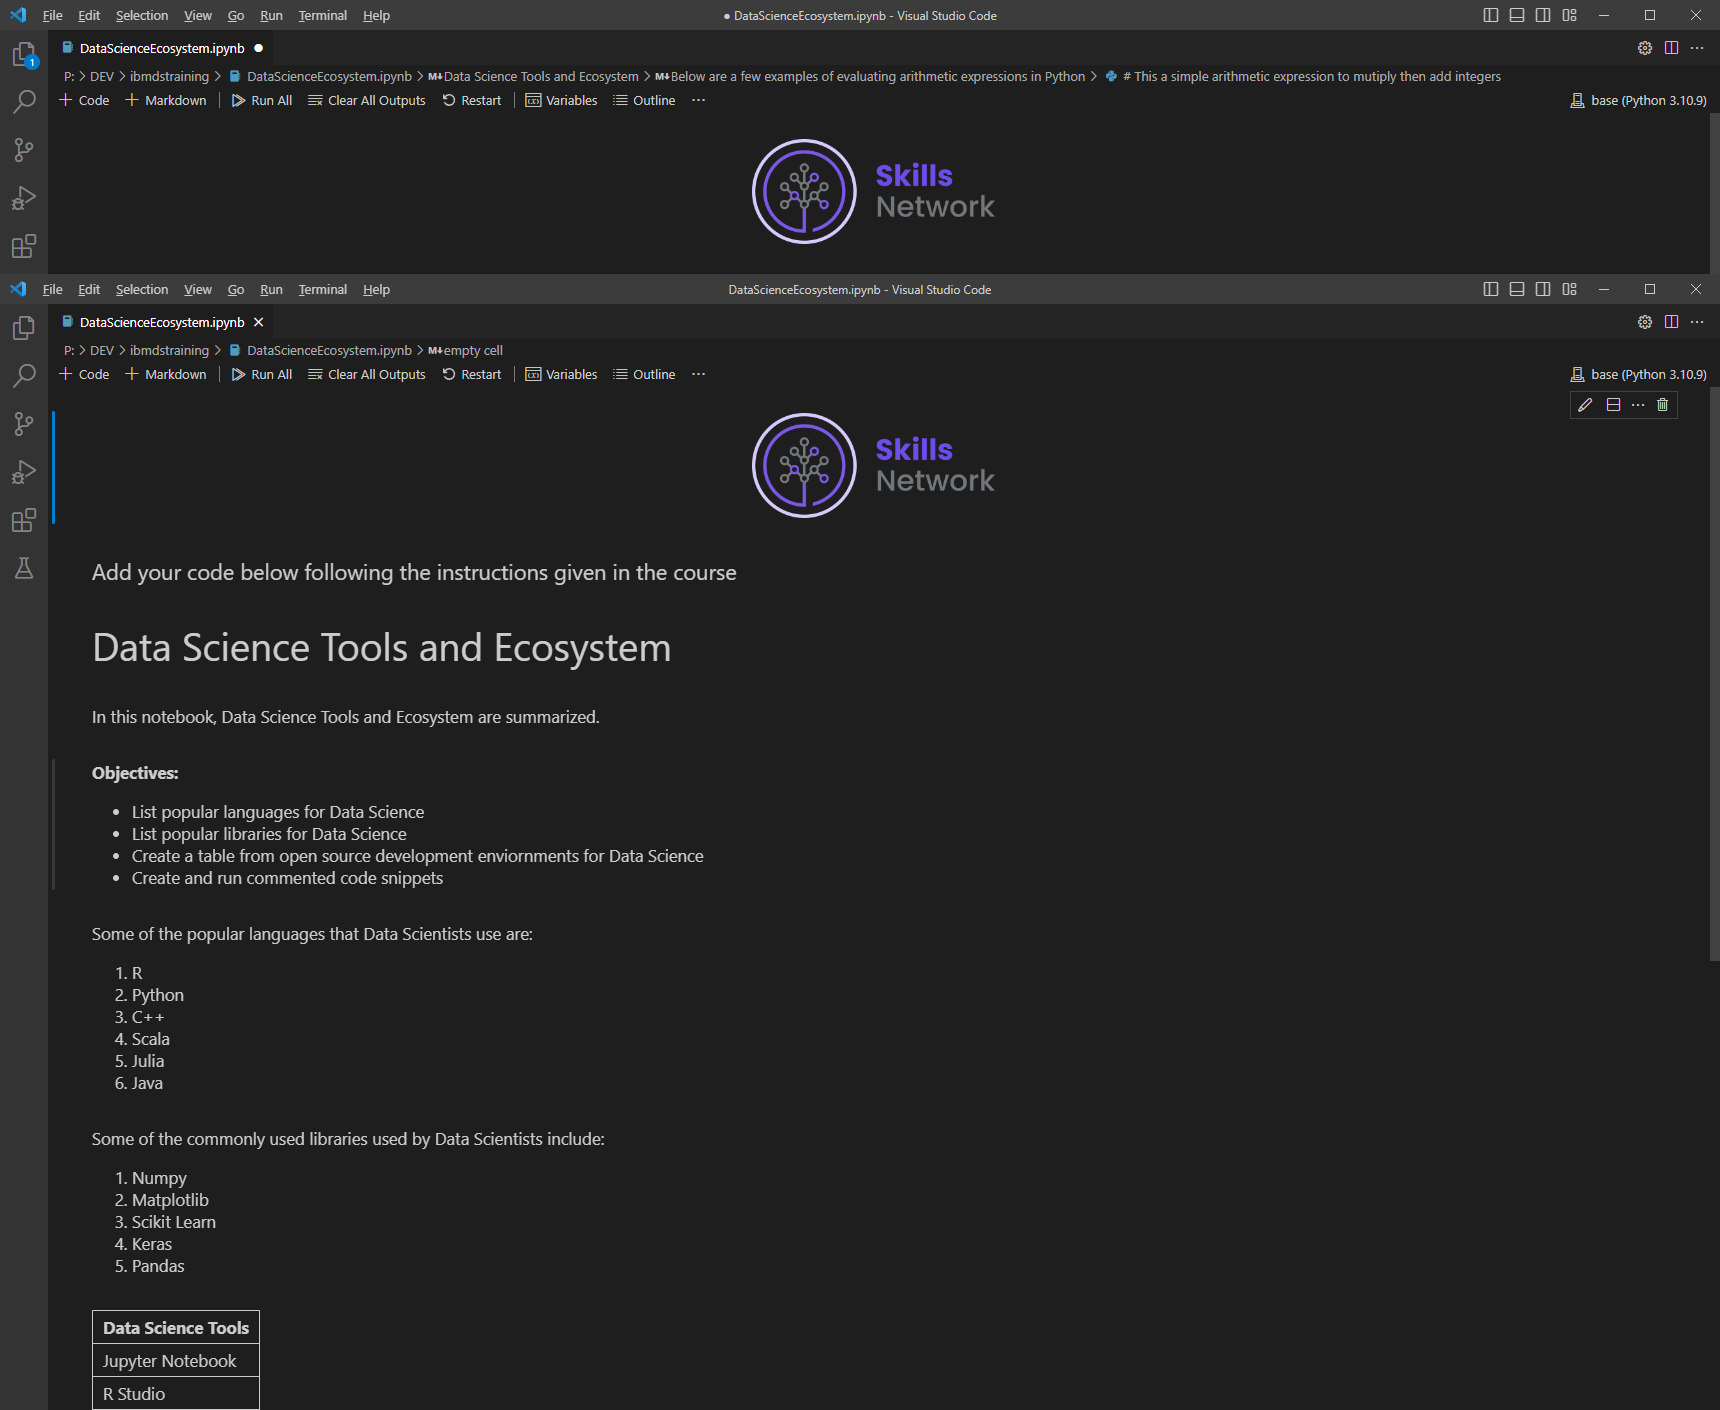 File Edit Selection View Go Run Terminal Help ● DataScienceEcosystem.ipynb - Visual Studio Code
DataScienceEcosystem.ipynb
1
P: > DEV > ibmdstraining > DataScienceEcosystem.ipynb > M↓Data Science Tools and Ecosystem > M↓Below are a few examples of evaluating arithmetic expressions in Python > # This a simple arithmetic expression to mutiply then add integers
+ Code + Markdown | Run All Clear All Outputs Restart | Variables Outline ··· base (Python 3.10.9)
Skills
Network
File Edit Selection View Go Run Terminal Help DataScienceEcosystem.ipynb - Visual Studio Code
DataScienceEcosystem.ipynb
P: > DEV > ibmdstraining > DataScienceEcosystem.ipynb > M↓empty cell
+ Code + Markdown | Run All Clear All Outputs Restart | Variables Outline ··· base (Python 3.10.9)
Skills
Network
Add your code below following the instructions given in the course
Data Science Tools and Ecosystem
In this notebook, Data Science Tools and Ecosystem are summarized.
Objectives:
• List popular languages for Data Science
• List popular libraries for Data Science
• Create a table from open source development enviornments for Data Science
• Create and run commented code snippets
Some of the popular languages that Data Scientists use are:
1. R
2. Python
3. C++
4. Scala
5. Julia
6. Java
Some of the commonly used libraries used by Data Scientists include:
1. Numpy
2. Matplotlib
3. Scikit Learn
4. Keras
5. Pandas
Data Science Tools
Jupyter Notebook
R Studio